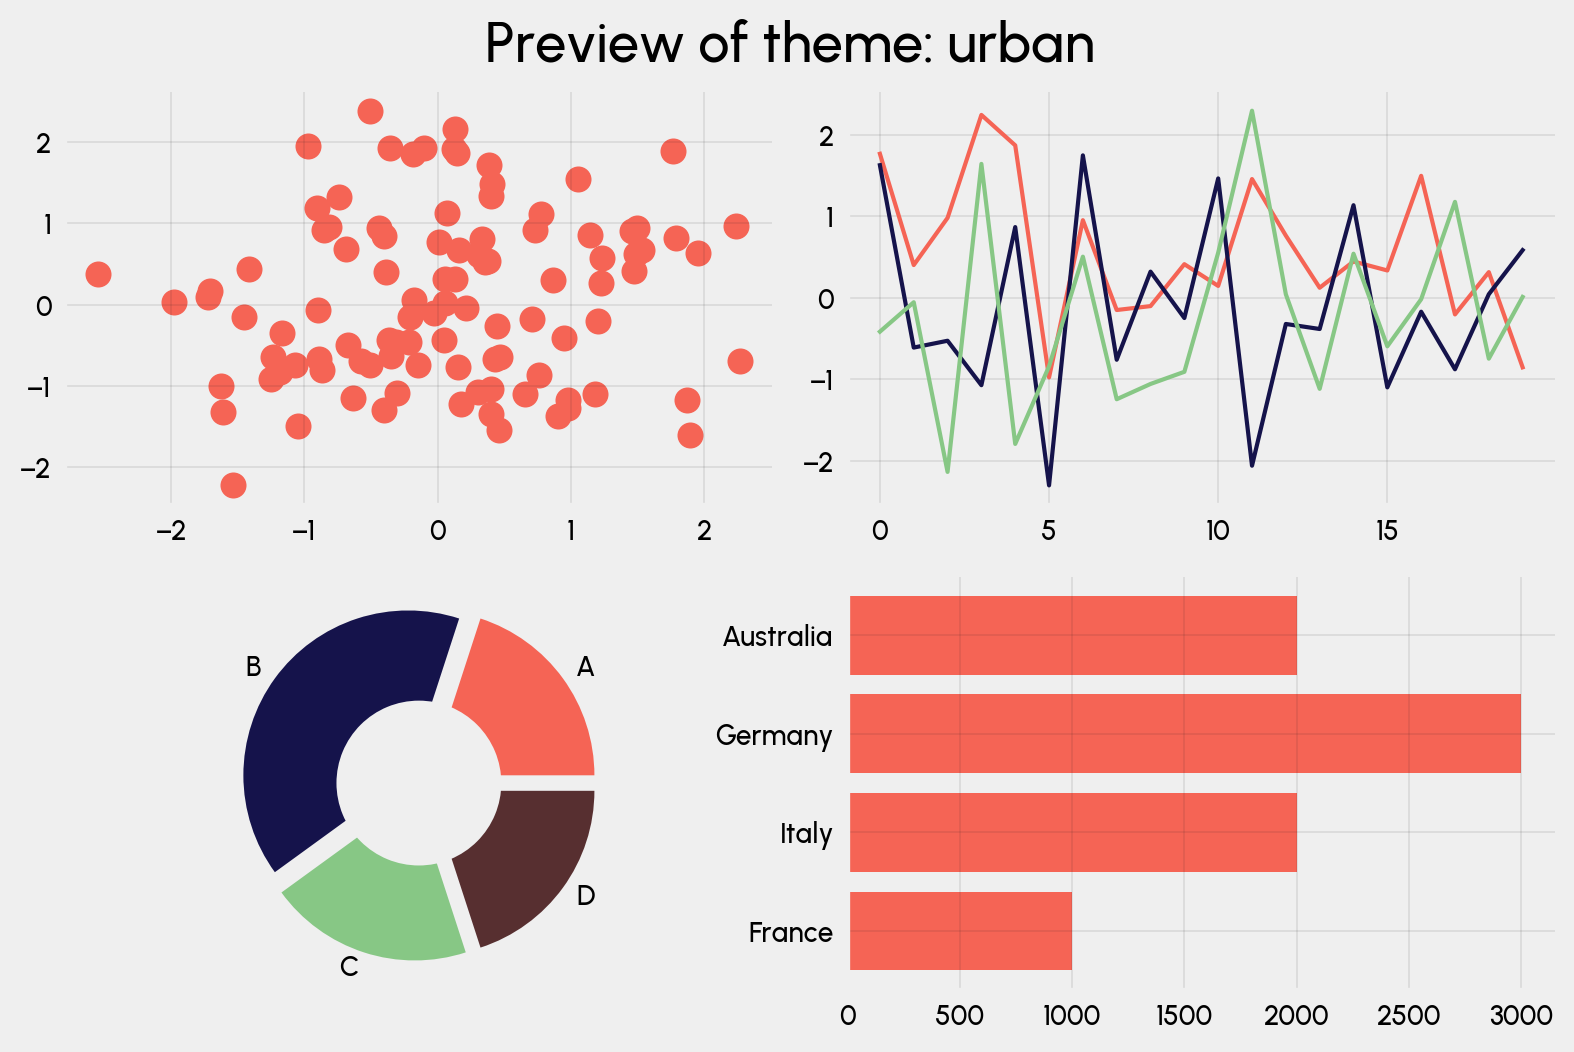 Preview of theme: urban
2
1
0
−1
−2
−2 −1 0 1 2
2
1
0
−1
−2
0 5 10 15
B
A
D
C
Australia
Germany
Italy
France
0 500 1000 1500 2000 2500 3000